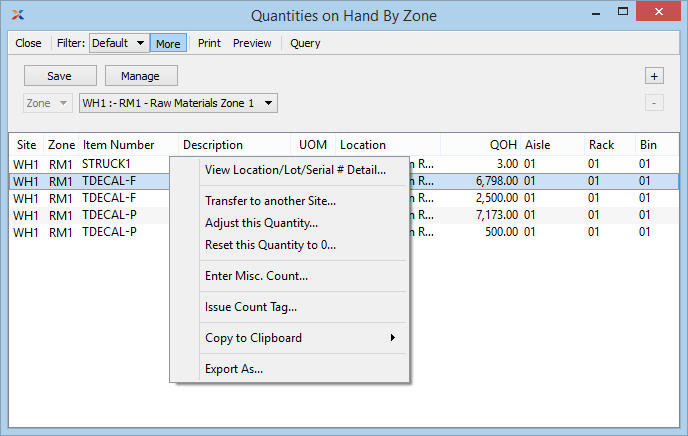 Quantities on Hand By Zone
Close Filter: Default More Print Preview Query
Save Manage +
Zone WH1 :- RM1 - Raw Materials Zone 1 -
Site Zone Item Number Description UOM Location QOH Aisle Rack Bin
WH1 RM1 STRUCK1 R... 3.00 01 01 01
WH1 RM1 TDECAL-F R... 6,798.00 01 01 01
WH1 RM1 TDECAL-F R... 2,500.00 01 01 01
WH1 RM1 TDECAL-P R... 7,173.00 01 01 01
WH1 RM1 TDECAL-P R... 500.00 01 01 01
View Location/Lot/Serial # Detail...
Transfer to another Site...
Adjust this Quantity...
Reset this Quantity to 0...
Enter Misc. Count...
Issue Count Tag...
Copy to Clipboard
Export As...